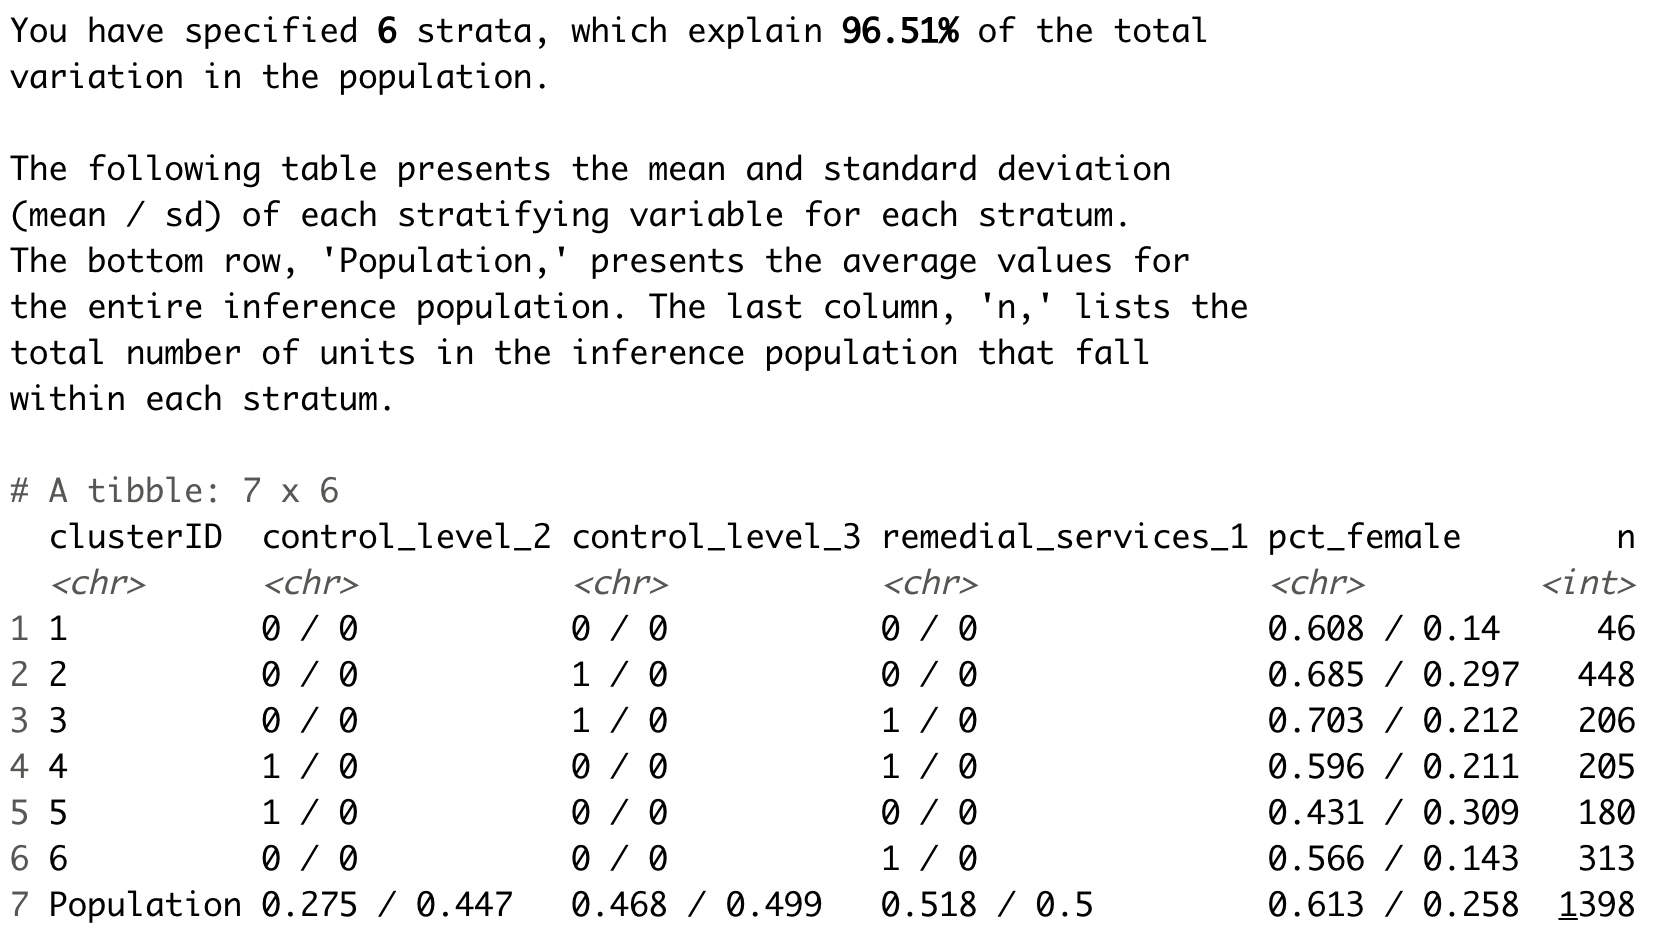 You have specified 6 strata, which explain 96.51% of the total
variation in the population.
The following table presents the mean and standard deviation
(mean / sd) of each stratifying variable for each stratum.
The bottom row, 'Population,' presents the average values for
the entire inference population. The last column, 'n,' lists the
total number of units in the inference population that fall
within each stratum.
# A tibble: 7 x 6
clusterID control_level_2 control_level_3 remedial_services_1 pct_female n
<chr> <chr> <chr> <chr> <chr> <int>
1 1 0 / 0 0 / 0 0 / 0 0.608 / 0.14 46
2 2 0 / 0 1 / 0 0 / 0 0.685 / 0.297 448
3 3 0 / 0 1 / 0 1 / 0 0.703 / 0.212 206
4 4 1 / 0 0 / 0 1 / 0 0.596 / 0.211 205
5 5 1 / 0 0 / 0 0 / 0 0.431 / 0.309 180
6 6 0 / 0 0 / 0 1 / 0 0.566 / 0.143 313
7 Population 0.275 / 0.447 0.468 / 0.499 0.518 / 0.5 0.613 / 0.258 1398